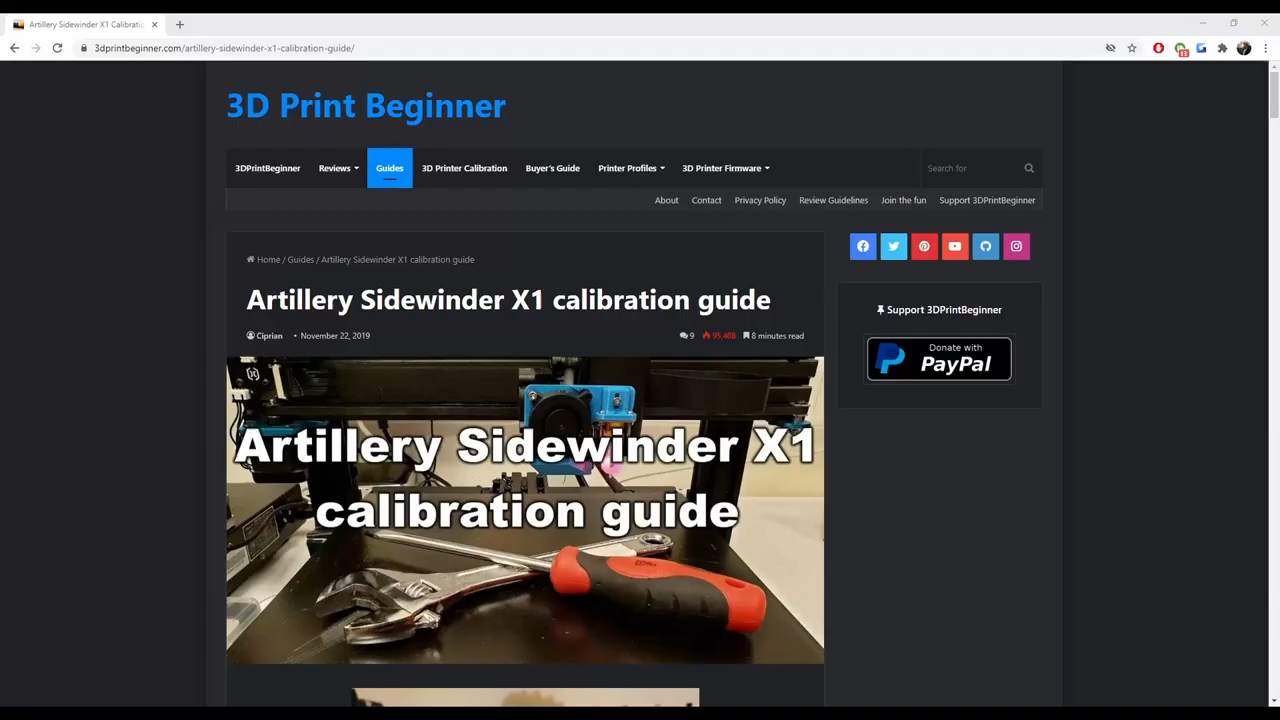 Artillery Sidewinder X1 Calibratio
3dprintbeginner.com/artillery-sidewinder-x1-calibration-guide/
3D Print Beginner
3DPrintBeginner Reviews Guides 3D Printer Calibration Buyer's Guide Printer Profiles 3D Printer Firmware Search for
About Contact Privacy Policy Review Guidelines Join the fun Support 3DPrintBeginner
Home / Guides / Artillery Sidewinder X1 calibration guide
Artillery Sidewinder X1 calibration guide
Ciprian • November 22, 2019 9 95,408 8 minutes read
Artillery Sidewinder X1
calibration guide
Support 3DPrintBeginner
Donate with
PayPal